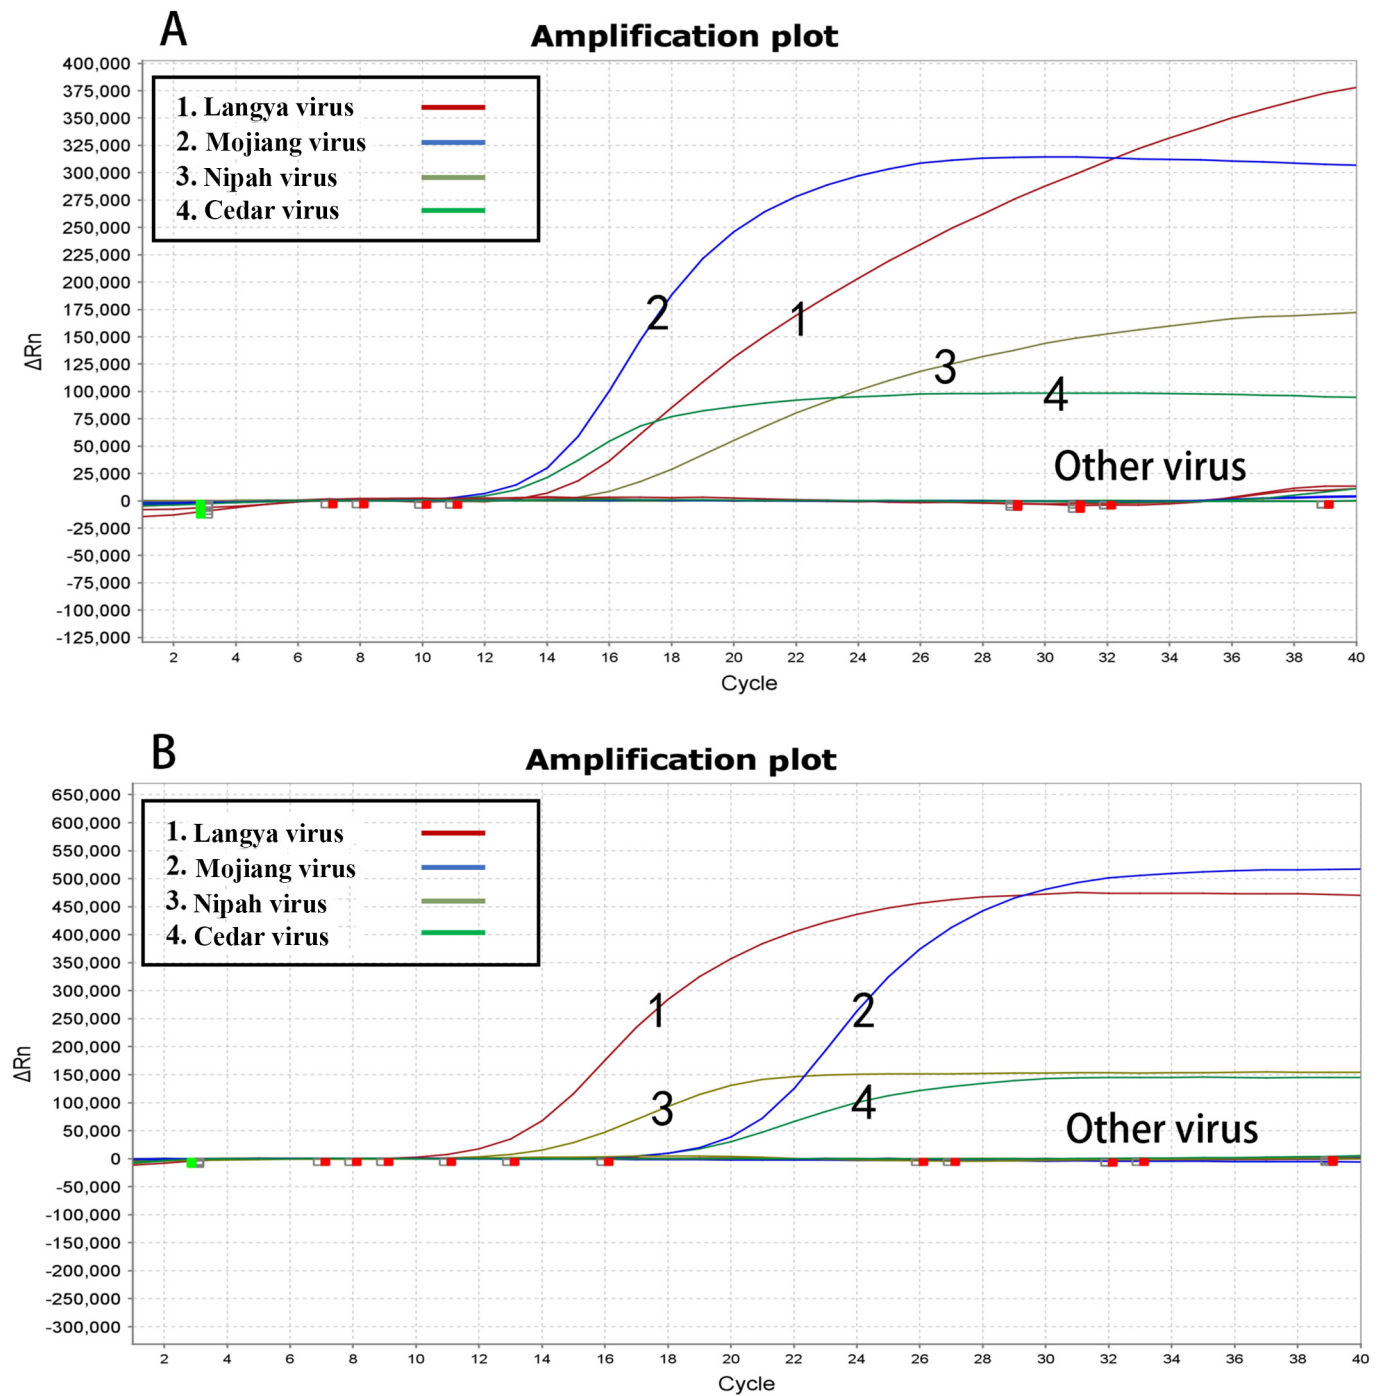 A
Amplification plot
400,000
375,000
350,000
325,000
300,000
275,000
250,000
225,000
200,000
175,000
150,000
125,000
100,000
75,000
50,000
25,000
0
-25,000
-50,000
-75,000
-100,000
-125,000
ΔRn
1. Langya virus
2. Mojiang virus
3. Nipah virus
4. Cedar virus
2
1
3
4
Other virus
2 4 6 8 10 12 14 16 18 20 22 24 26 28 30 32 34 36 38 40
Cycle
B
Amplification plot
650,000
600,000
550,000
500,000
450,000
400,000
350,000
300,000
250,000
200,000
150,000
100,000
50,000
0
-50,000
-100,000
-150,000
-200,000
-250,000
-300,000
ΔRn
1. Langya virus
2. Mojiang virus
3. Nipah virus
4. Cedar virus
1
2
3
4
Other virus
2 4 6 8 10 12 14 16 18 20 22 24 26 28 30 32 34 36 38 40
Cycle